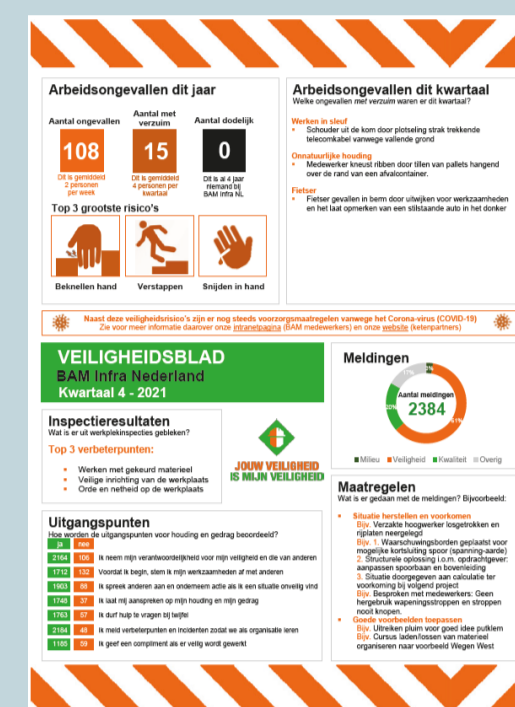 Arbeidsongevallen dit jaar
Aantal ongevallen
108
Dit is gemiddeld
2 personen
per week
Aantal met
verzuim
15
Dit is gemiddeld
4 personen per
kwartaal
Aantal dodelijk
0
Dit is al 4 jaar
niemand bij
BAM Infra NL
Top 3 grootste risico's
Beknellen hand
Verstappen
Snijden in hand
Arbeidsongevallen dit kwartaal
Welke ongevallen met verzuim waren er dit kwartaal?
Werken in sleuf
Schouder uit de kom door plotseling strak trekkende
telecomkabel vanwege vallende grond
Onnatuurlijke houding
Medewerker kneust ribben door tillen van pallets hangend
over de rand van een afvalcontainer.
Fietser
Fietser gevallen in berm door uitwijken voor werkzaamheden
en het laat opmerken van een stilstaande auto in het donker
Naast deze veiligheidsrisico's zijn er nog steeds voorzorgsmaatregelen vanwege het Corona-virus (COVID-19)
Zie voor meer informatie daarover onze intranetpagina (BAM medewerkers) en onze website (ketenpartners)
VEILIGHEIDSBLAD
BAM Infra Nederland
Kwartaal 4 - 2021
Inspectieresultaten
Wat is er uit werkplekinspecties gebleken?
Top 3 verbeterpunten:
Werken met gekeurd materieel
Veilige inrichting van de werkplaats
Orde en netheid op de werkplaats
JOUW VEILIGHEID
IS MIJN VEILIGHEID
Meldingen
17%
3%
Aantal meldingen
2384
20%
61%
Milieu Veiligheid Kwaliteit Overig
Uitgangspunten
Hoe worden de uitgangspunten voor houding en gedrag beoordeeld?
ja nee
2164 106 Ik neem mijn verantwoordelijkheid voor mijn veiligheid en die van anderen
1712 132 Voordat ik begin, stem ik mijn werkzaamheden af met anderen
1903 88 Ik spreek anderen aan en onderneem actie als ik een situatie onveilig vind
1748 37 Ik laat mij aanspreken op mijn houding en mijn gedrag
1763 57 Ik durf hulp te vragen bij twijfel
2184 48 Ik meld verbeterpunten en incidenten zodat we als organisatie leren
1185 59 Ik geef een compliment als er veilig wordt gewerkt
Maatregelen
Wat is er gedaan met de meldingen? Bijvoorbeeld:
Situatie herstellen en voorkomen
Bijv. Verzakte hoogwerker losgetrokken en
rijplaten neergelegd
Bijv. 1. Waarschuwingsborden geplaatst voor
mogelijke kortsluiting spoor (spanning-aarde)
2. Structurele oplossing i.o.m. opdrachtgever:
aanpassen spoorbaan en bovenleiding
3. Situatie doorgegeven aan calculatie ter
voorkoming bij volgend project
Bijv. Besproken met medewerkers: Geen
hergebruik wapeningsstroppen en stroppen
nooit knopen.
Goede voorbeelden toepassen
Bijv. Uitreiken pluim voor goed idee putklem
Bijv. Cursus laden/lossen van materieel
organiseren naar voorbeeld Wegen West